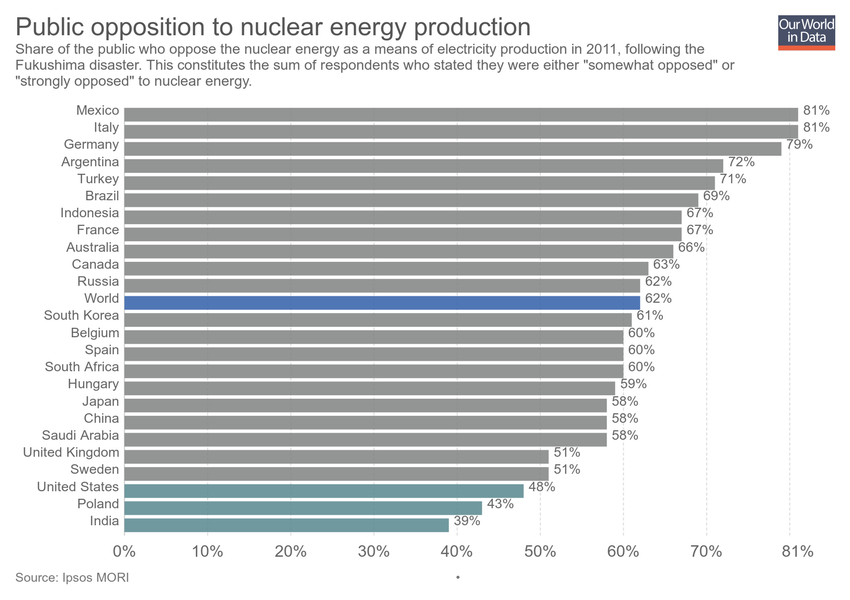 Public opposition to nuclear energy production
Our World
in Data
Share of the public who oppose the nuclear energy as a means of electricity production in 2011, following the
Fukushima disaster. This constitutes the sum of respondents who stated they were either "somewhat opposed" or
"strongly opposed" to nuclear energy.
Mexico 81%
Italy 81%
Germany 79%
Argentina 72%
Turkey 71%
Brazil 69%
Indonesia 67%
France 67%
Australia 66%
Canada 63%
Russia 62%
World 62%
South Korea 61%
Belgium 60%
Spain 60%
South Africa 60%
Hungary 59%
Japan 58%
China 58%
Saudi Arabia 58%
United Kingdom 51%
Sweden 51%
United States 48%
Poland 43%
India 39%
0% 10% 20% 30% 40% 50% 60% 70% 81%
Source: Ipsos MORI •